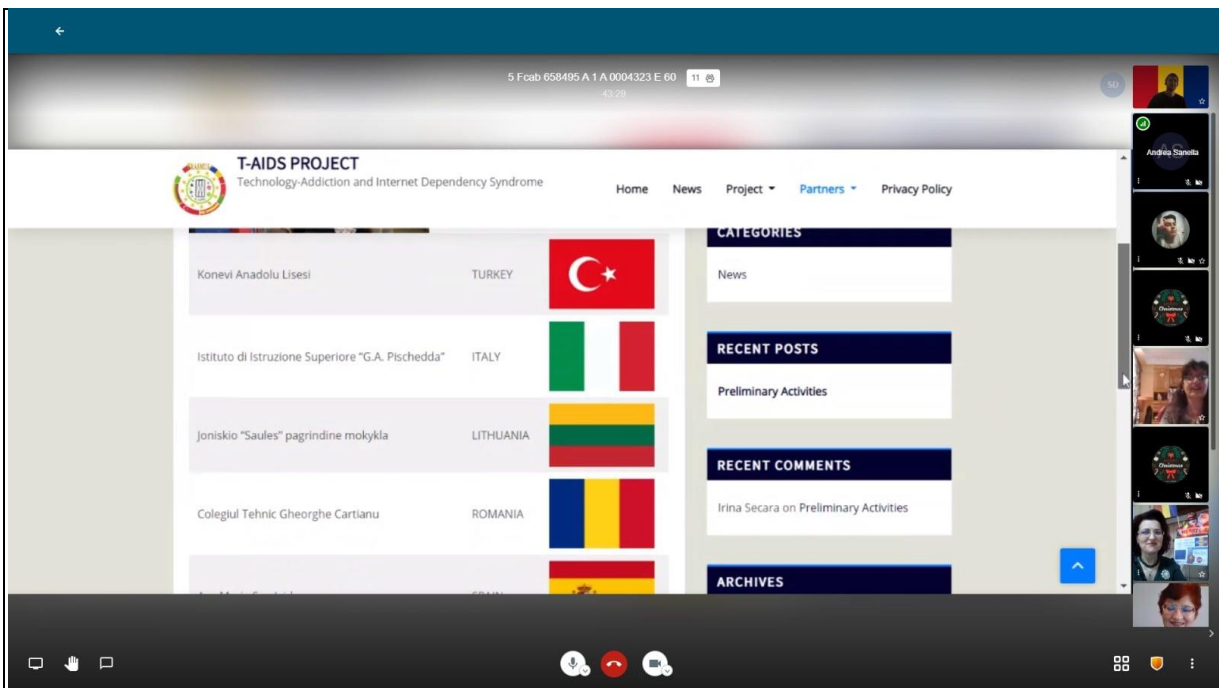 5 Fcab 658495 A 1 A 0004323 E 60 11
43:29
SD
T-AIDS PROJECT
Technology-Addiction and Internet Dependency Syndrome
Home News Project Partners Privacy Policy
Andrea Sanella
CATEGORIES
News
Konevi Anadolu Lisesi TURKEY
Istituto di Istruzione Superiore “G.A. Pischedda” ITALY
Joniskio “Saules” pagrindine mokykla LITHUANIA
Colegiul Tehnic Gheorghe Cartianu ROMANIA
RECENT POSTS
Preliminary Activities
RECENT COMMENTS
Irina Secara on Preliminary Activities
ARCHIVES
Christmas
Christmas